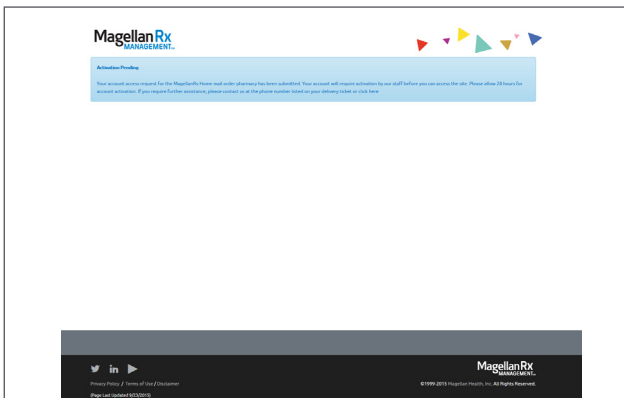 MagellanRx
MANAGEMENT℠
Activation Pending
Your account access request for the MagellanRx Home mail order pharmacy has been submitted. Your account will require activation by our staff before you can access the site. Please allow 28 hours for
account activation. If you require further assistance, please contact us at the phone number listed on your delivery ticket or click here
MagellanRx
MANAGEMENT℠
Privacy Policy / Terms of Use / Disclaimer
©1999-2015 Magellan Health, Inc. All Rights Reserved.
(Page Last Updated 9/23/2015)